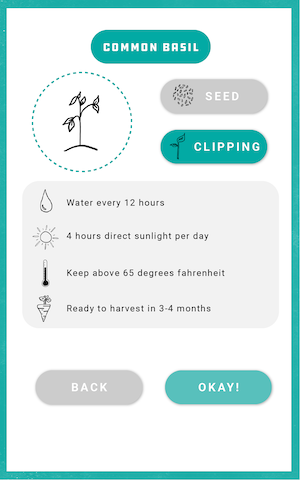 COMMON BASIL
SEED
CLIPPING
Water every 12 hours
4 hours direct sunlight per day
Keep above 65 degrees fahrenheit
Ready to harvest in 3-4 months
BACK
OKAY!